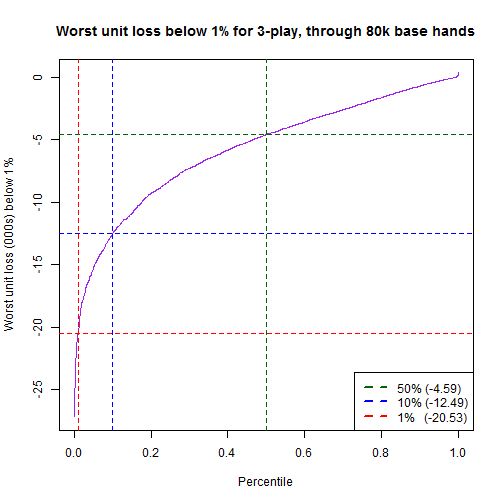 Worst unit loss below 1% for 3-play, through 80k base hands
Worst unit loss (000s) below 1%
0
-5
-10
-15
-20
-25
50% (-4.59)
10% (-12.49)
1% (-20.53)
0.0 0.2 0.4 0.6 0.8 1.0
Percentile